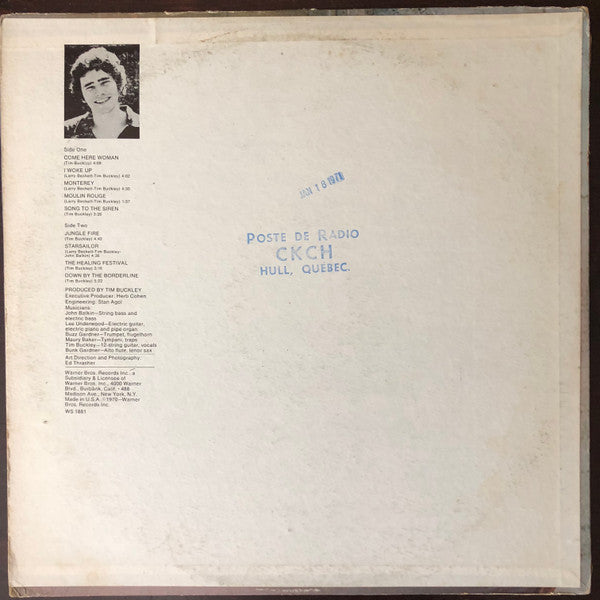 Side One
COME HERE WOMAN
(Tim Buckley) 4:09
I WOKE UP
(Larry Beckett-Tim Buckley) 4:02
MONTEREY
(Larry Beckett-Tim Buckley) 4:30
MOULIN ROUGE
(Larry Beckett-Tim Buckley) 1:57
SONG TO THE SIREN
(Tim Buckley) 3:20
Side Two
JUNGLE FIRE
(Tim Buckley) 4:42
STARSAILOR
(Larry Beckett-Tim Buckley-
John Balkin) 4:36
THE HEALING FESTIVAL
(Tim Buckley) 3:16
DOWN BY THE BORDERLINE
(Tim Buckley) 5:22
PRODUCED BY TIM BUCKLEY
Executive Producer: Herb Cohen
Engineering: Stan Agol
Musicians:
John Balkin—String bass and
electric bass
Lee Underwood—Electric guitar,
electric piano and pipe organ.
Buzz Gardner—Trumpet, flugelhorn
Maury Baker—Tympani, traps
Tim Buckley—12-string guitar, vocals
Bunk Gardner—Alto flute, tenor sax
Art Direction and Photography:
Ed Thrasher
Warner Bros. Records Inc., a
Subsidiary & Licensee of
Warner Bros. Inc., 4000 Warner
Blvd., Burbank, Calif. • 488
Madison Ave., New York, N.Y.
Made in U.S.A. ©1970—Warner
Bros. Records Inc.
WS 1881
JAN 18 1971
POSTE DE RADIO
CKCH
HULL, QUÉBEC.